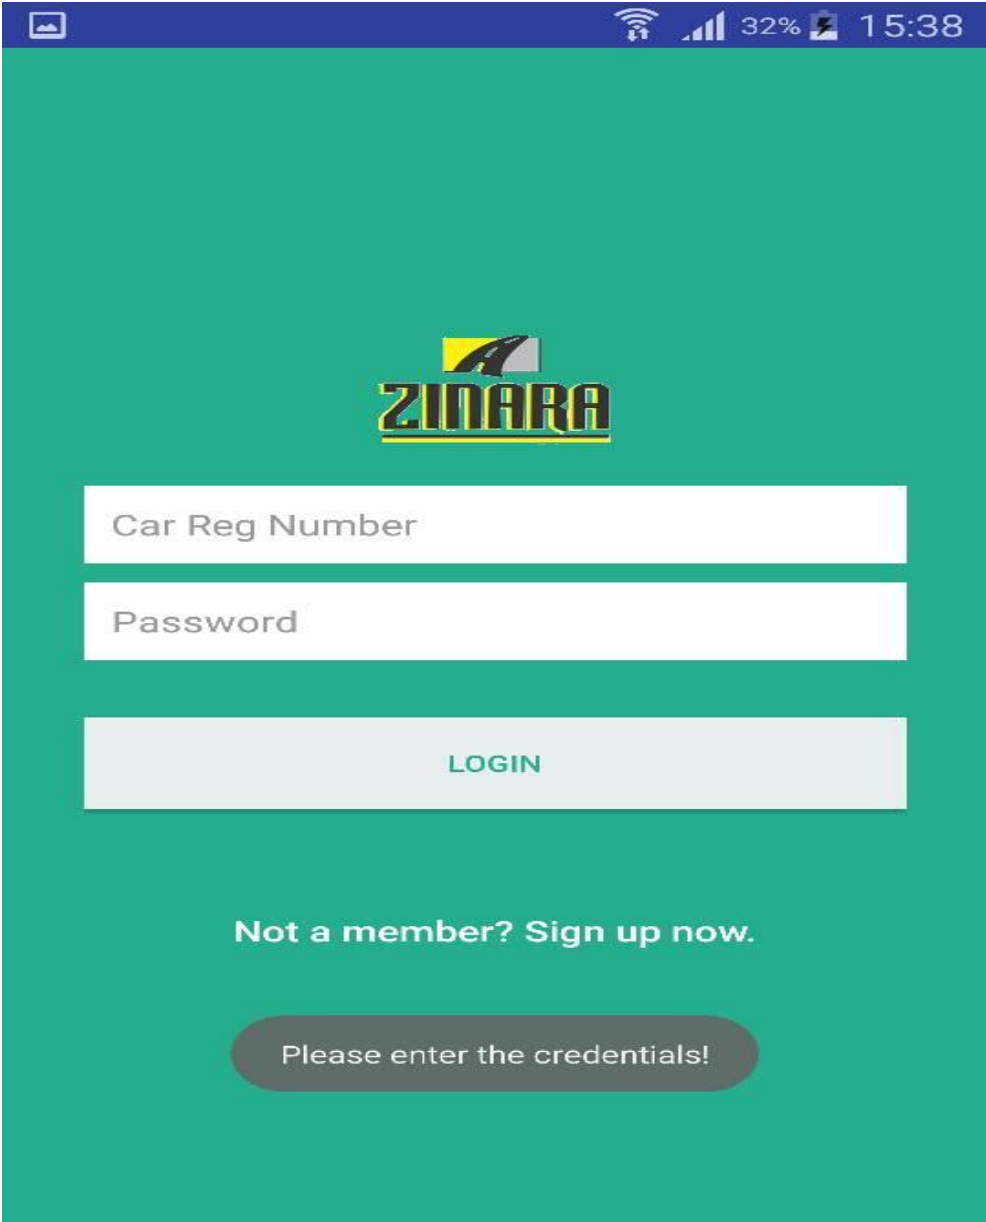 32% 15:38
ZINARA
Car Reg Number
Password
LOGIN
Not a member? Sign up now.
Please enter the credentials!